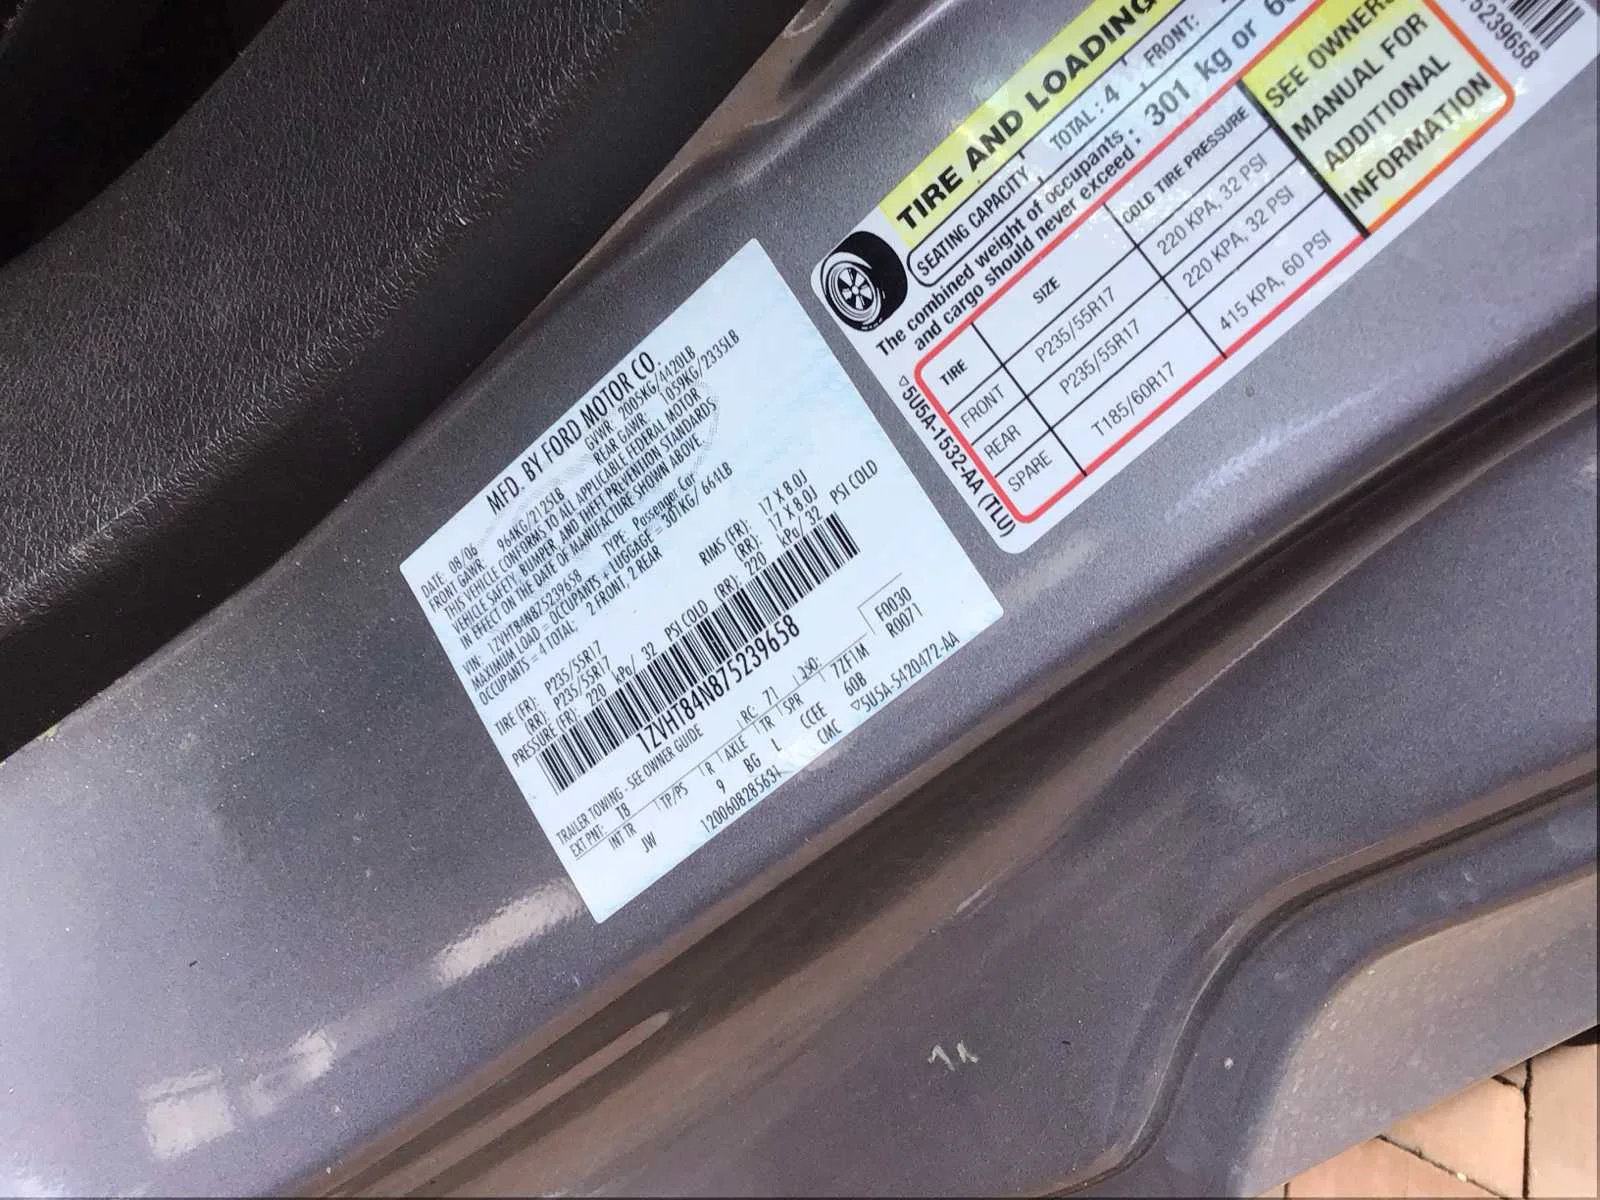 MFD. BY FORD MOTOR CO.
DATE: 08/06 GVWR: 2005KG/4420LB
FRONT GAWR: 964KG/2125LB REAR GAWR: 1059KG/2335LB
THIS VEHICLE CONFORMS TO ALL APPLICABLE FEDERAL MOTOR
VEHICLE SAFETY, BUMPER, AND THEFT PREVENTION STANDARDS
IN EFFECT ON THE DATE OF MANUFACTURE SHOWN ABOVE.
VIN: 1ZVHT84N875239658 TYPE: Passenger Car
MAXIMUM LOAD = OCCUPANTS + LUGGAGE = 301KG/ 664LB
OCCUPANTS = 4 TOTAL, 2 FRONT, 2 REAR
TIRE (FR): P235/55R17 RIMS (FR): 17 X 8.0J
(RR): P235/55R17 (RR): 17 X 8.0J
PRESSURE (FR): 220 kPa/ 32 PSI COLD (RR): 220 kPa/ 32 PSI COLD
1ZVHT84N875239658
TRAILER TOWING - SEE OWNER GUIDE
EXT PNT: T8 RC: 71 DSO: F0030
R0071
INT TR TP/PS R AXLE TR SPR 7ZF1M
JW 9 BG L CCEE 60B
1200608285631 CMC ▽5U5A-5420472-AA
TIRE AND LOADING
SEATING CAPACITY TOTAL: 4 FRONT:
The combined weight of occupants
and cargo should never exceed: 301 kg or
TIRE SIZE COLD TIRE PRESSURE
FRONT P235/55R17 220 KPA, 32 PSI
REAR P235/55R17 220 KPA, 32 PSI
SPARE T185/60R17 415 KPA, 60 PSI
SEE OWNERS
MANUAL FOR
ADDITIONAL
INFORMATION
▽5U5A-1532-AA (TLU)
75239658